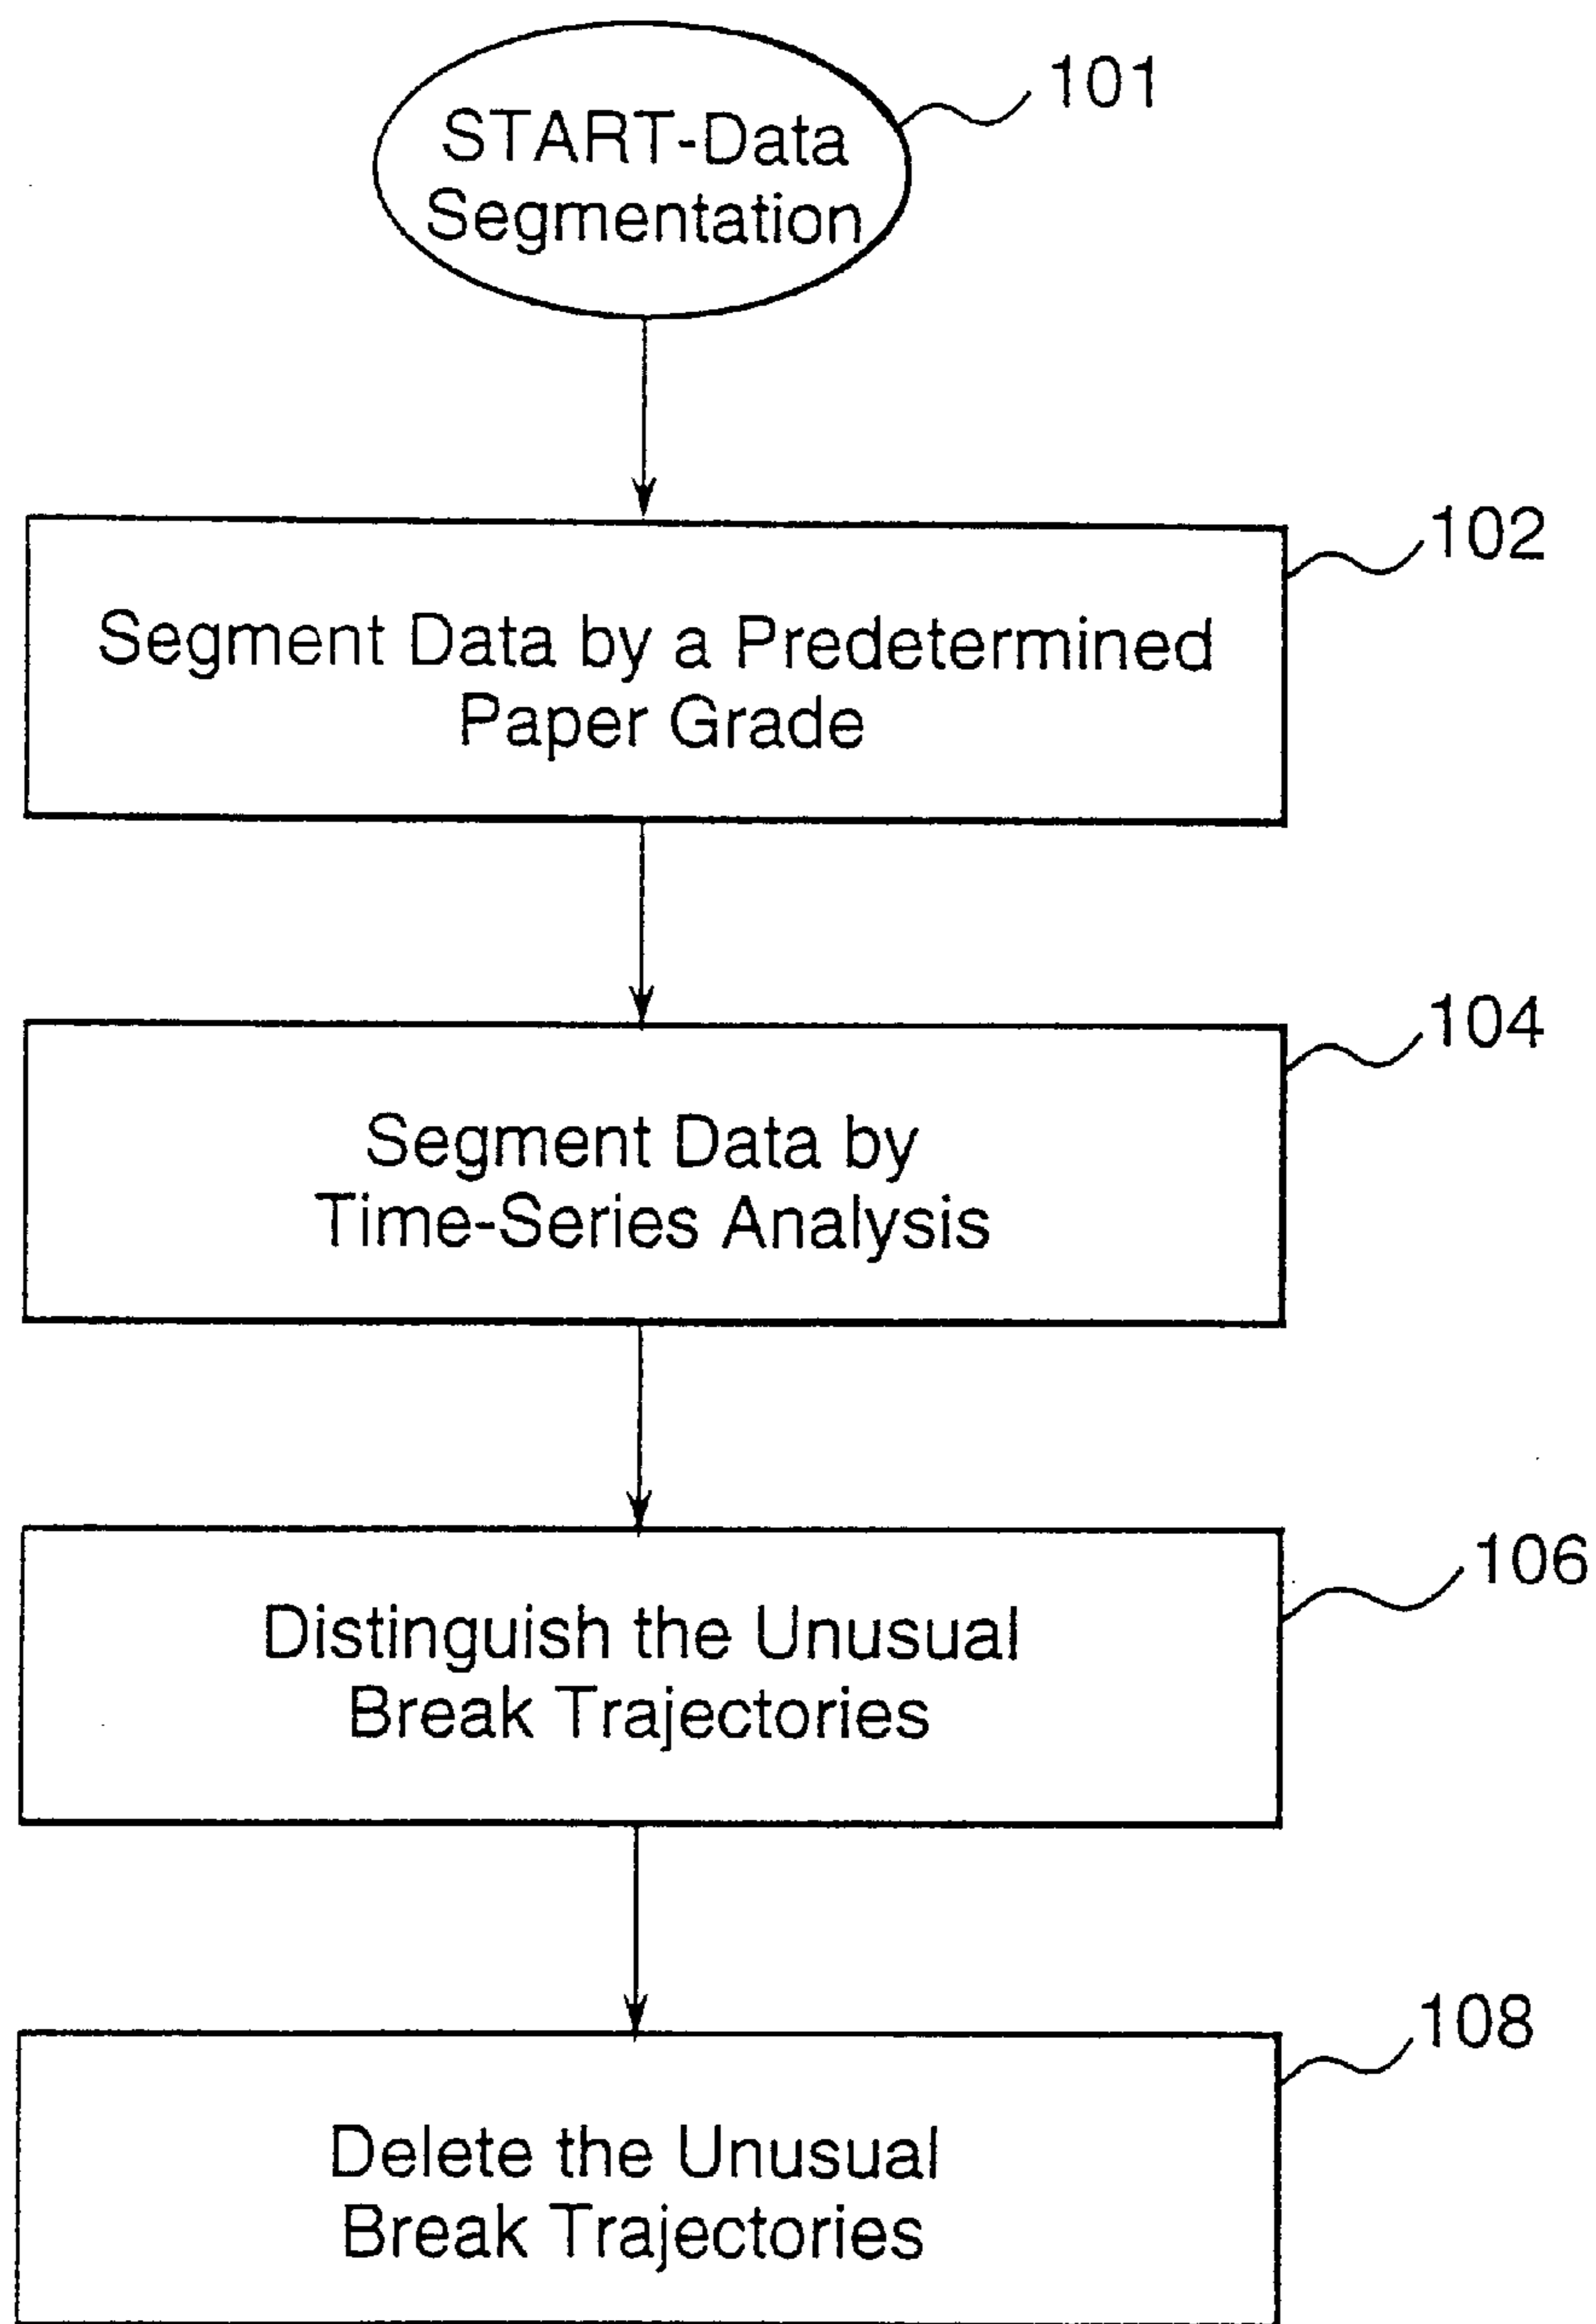 START-Data
Segmentation
101
Segment Data by a Predetermined
Paper Grade
102
Segment Data by
Time-Series Analysis
104
Distinguish the Unusual
Break Trajectories
106
Delete the Unusual
Break Trajectories
108